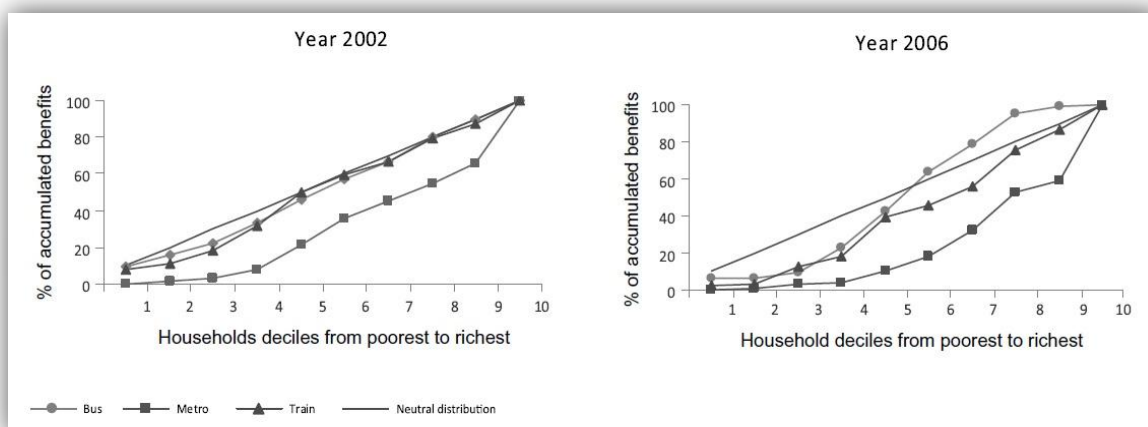 Year 2002
% of accumulated benefits
100
80
60
40
20
0
1 2 3 4 5 6 7 8 9 10
Households deciles from poorest to richest
Year 2006
% of accumulated benefits
100
80
60
40
20
0
1 2 3 4 5 6 7 8 9 10
Household deciles from poorest to richest
Bus Metro Train Neutral distribution